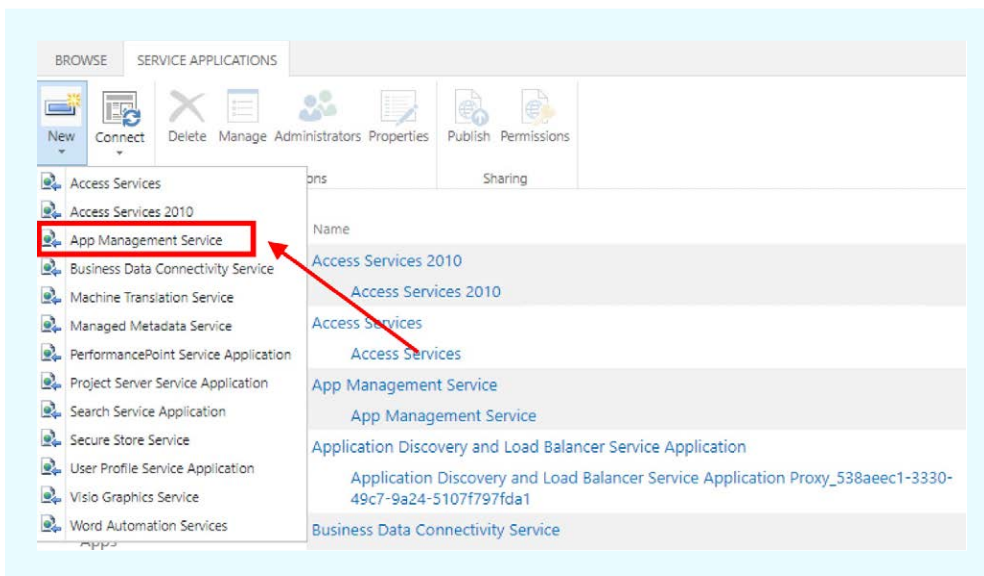 BROWSE SERVICE APPLICATIONS
New Connect Delete Manage Administrators Properties Publish Permissions
Sharing
Access Services
Access Services 2010
App Management Service
Business Data Connectivity Service
Machine Translation Service
Managed Metadata Service
PerformancePoint Service Application
Project Server Service Application
Search Service Application
Secure Store Service
User Profile Service Application
Visio Graphics Service
Word Automation Services
Apps
Name
Access Services 2010
Access Services 2010
Access Services
Access Services
App Management Service
App Management Service
Application Discovery and Load Balancer Service Application
Application Discovery and Load Balancer Service Application Proxy_538aeec1-3330-
49c7-9a24-5107f797fda1
Business Data Connectivity Service